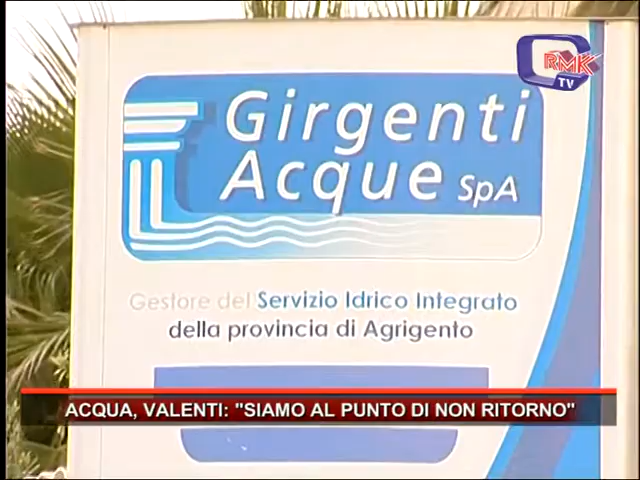 RMK
TV
Girgenti
Acque SpA
Gestore del Servizio Idrico Integrato
della provincia di Agrigento
ACQUA, VALENTI: "SIAMO AL PUNTO DI NON RITORNO"